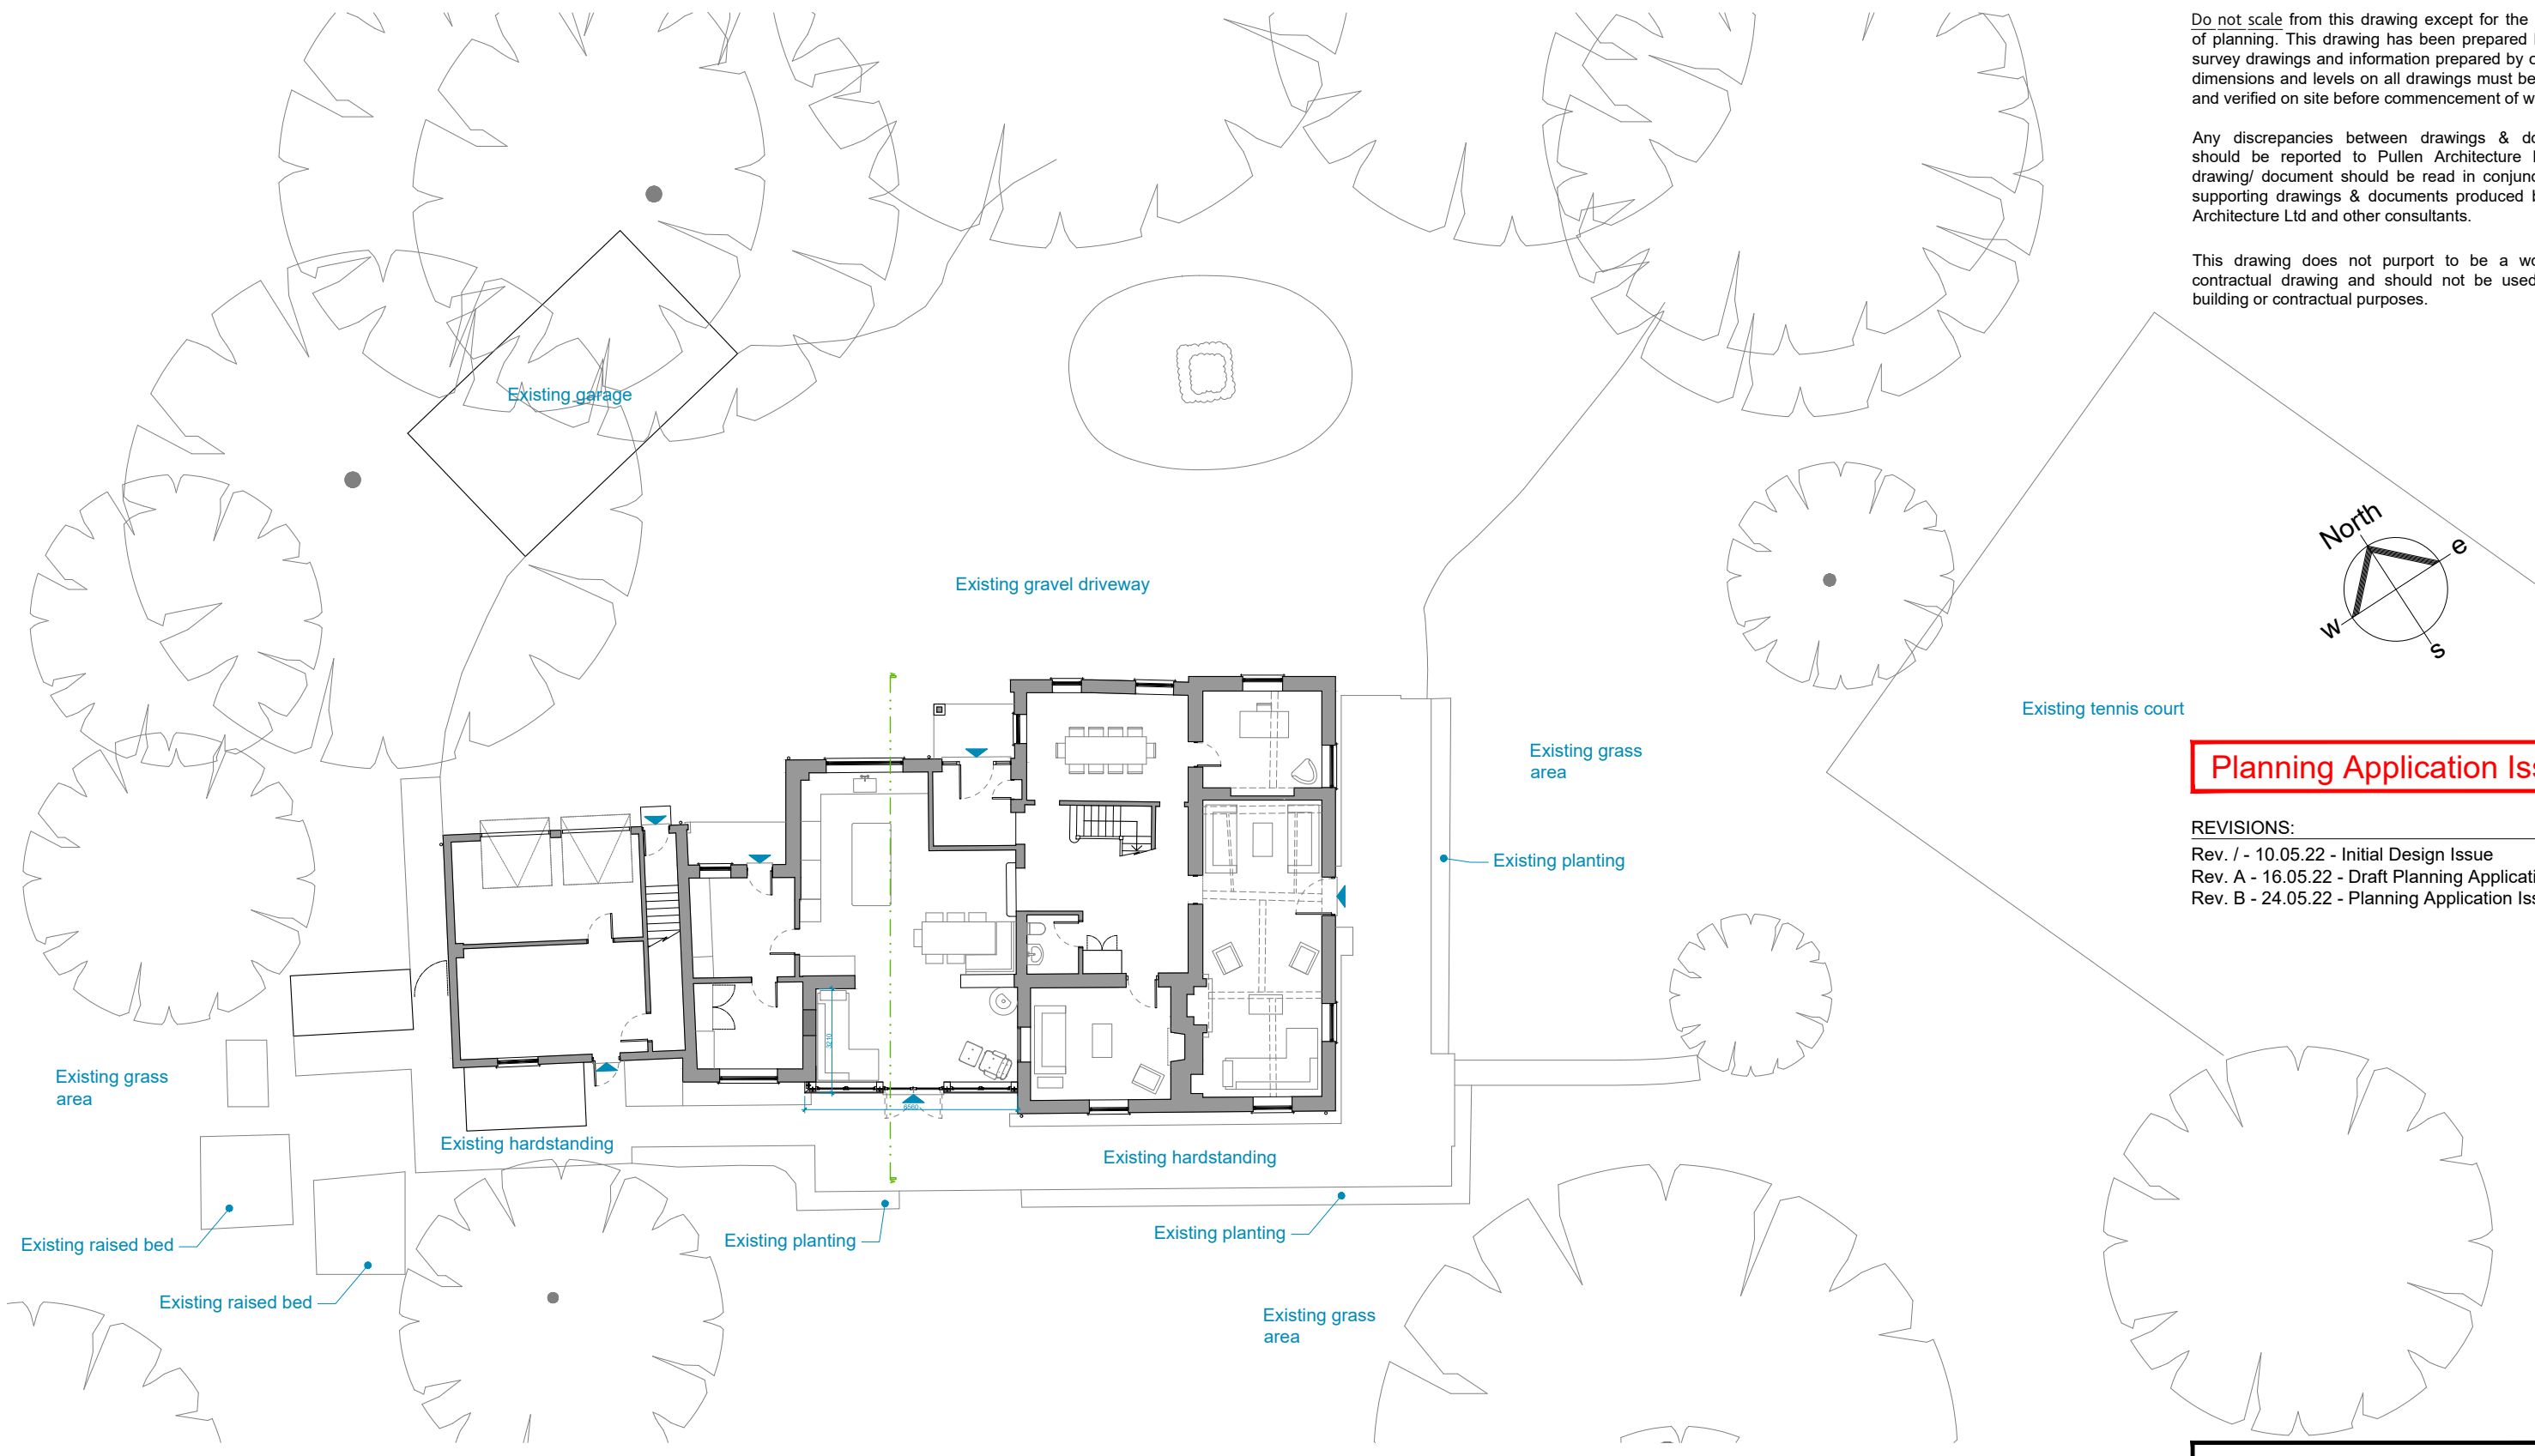 Do not scale from this drawing except for the
of planning. This drawing has been prepared
survey drawings and information prepared by
dimensions and levels on all drawings must be
and verified on site before commencement of
Any discrepancies between drawings &
should be reported to Pullen Architecture
drawing/ document should be read in
supporting drawings & documents produced
Architecture Ltd and other consultants.
This drawing does not purport to be a
contractual drawing and should not be used
building or contractual purposes.
Existing garage
North
e
w
s
Existing gravel driveway
Existing tennis court
Planning Application Iss
Existing grass
area
REVISIONS:
Rev. / - 10.05.22 - Initial Design Issue
Rev. A - 16.05.22 - Draft Planning Applicati
Rev. B - 24.05.22 - Planning Application Iss
Existing planting
3210
6560
Existing grass
area
Existing hardstanding
Existing hardstanding
Existing raised bed
Existing planting
Existing planting
Existing raised bed
Existing grass
area